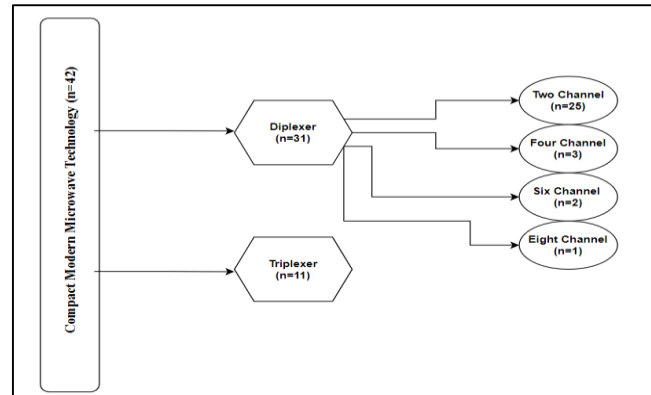 Compact Modern Microwave Technology (n=42)
Diplexer
(n=31)
Triplexer
(n=11)
Two Channel
(n=25)
Four Channel
(n=3)
Six Channel
(n=2)
Eight Channel
(n=1)